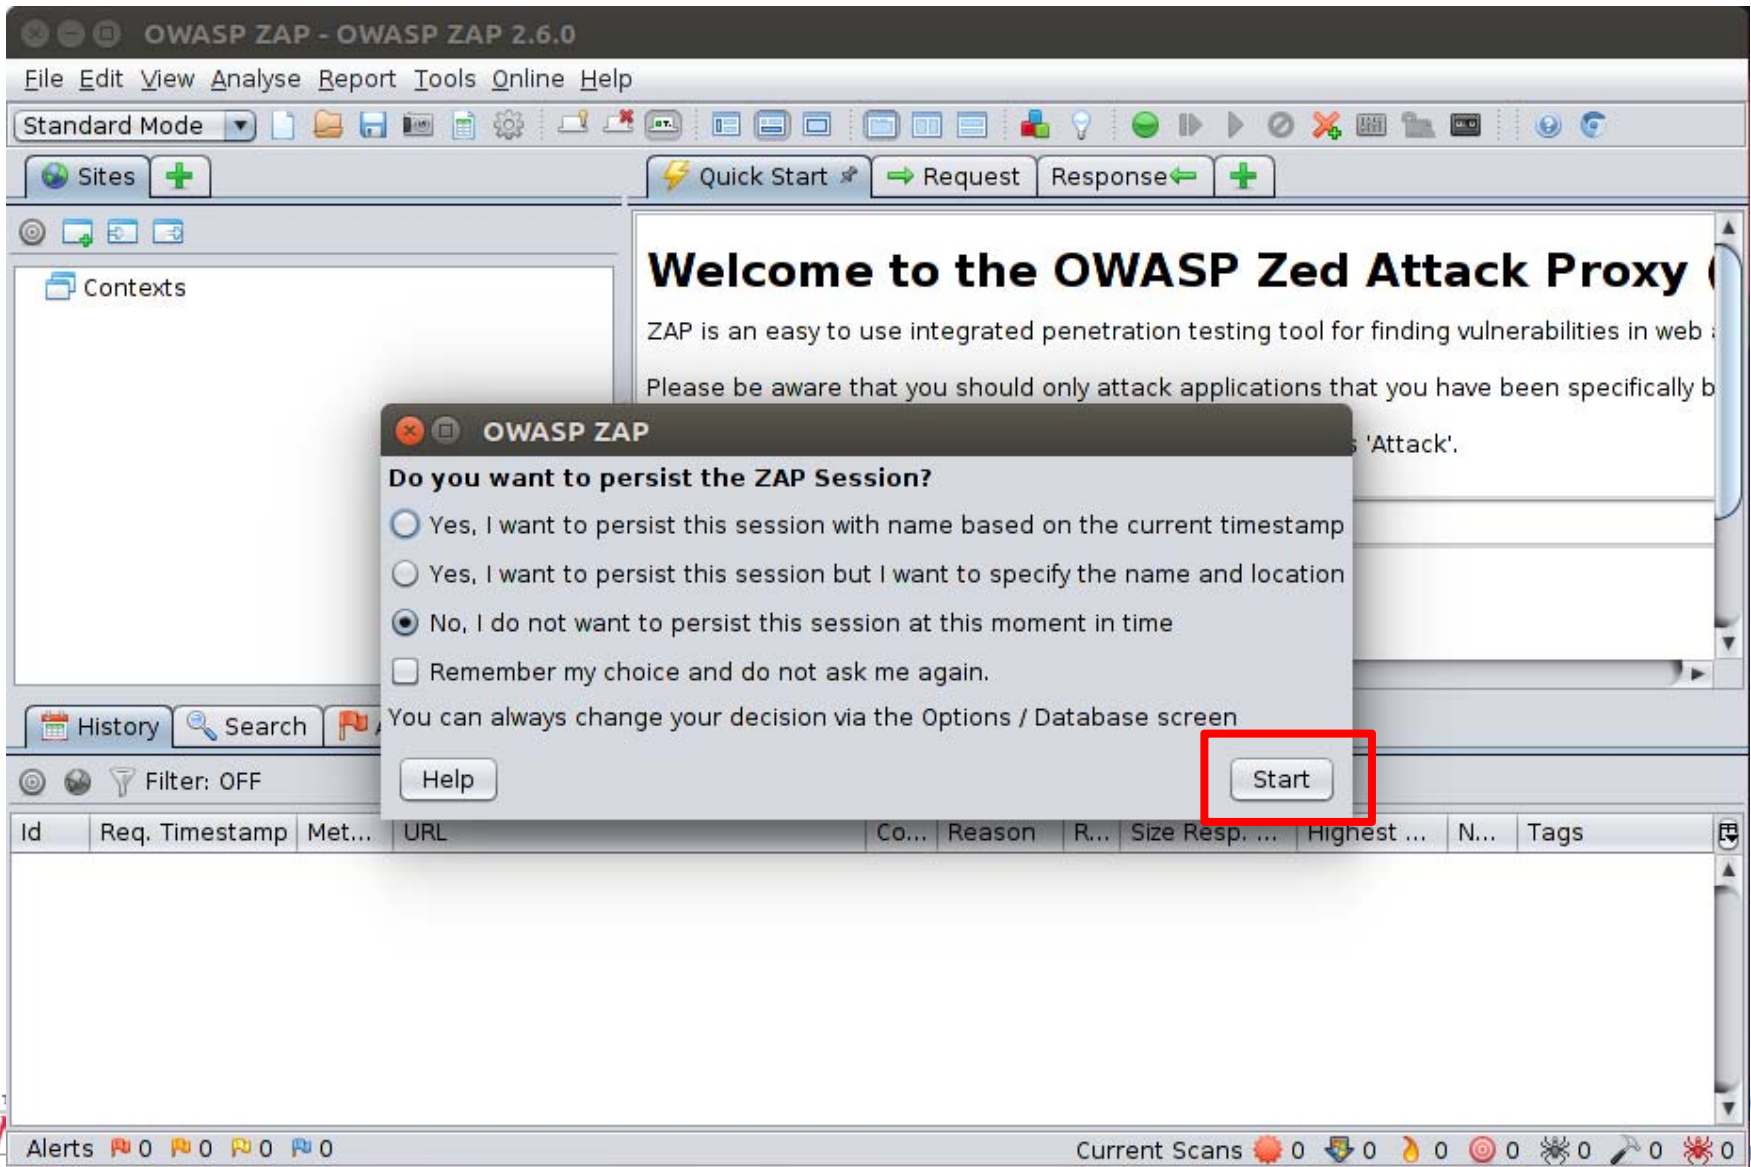 OWASP ZAP - OWASP ZAP 2.6.0
File Edit View Analyse Report Tools Online Help
Standard Mode
Sites
Quick Start
Request
Response
Contexts
Welcome to the OWASP Zed Attack Proxy (
ZAP is an easy to use integrated penetration testing tool for finding vulnerabilities in web
Please be aware that you should only attack applications that you have been specifically b
'Attack'.
OWASP ZAP
Do you want to persist the ZAP Session?
Yes, I want to persist this session with name based on the current timestamp
Yes, I want to persist this session but I want to specify the name and location
No, I do not want to persist this session at this moment in time
Remember my choice and do not ask me again.
You can always change your decision via the Options / Database screen
Help
Start
History
Search
Filter: OFF
Id
Req. Timestamp
Met...
URL
Co...
Reason
R...
Size Resp. ...
Highest ...
N...
Tags
Alerts 0 0 0 0
Current Scans 0 0 0 0 0 0 0